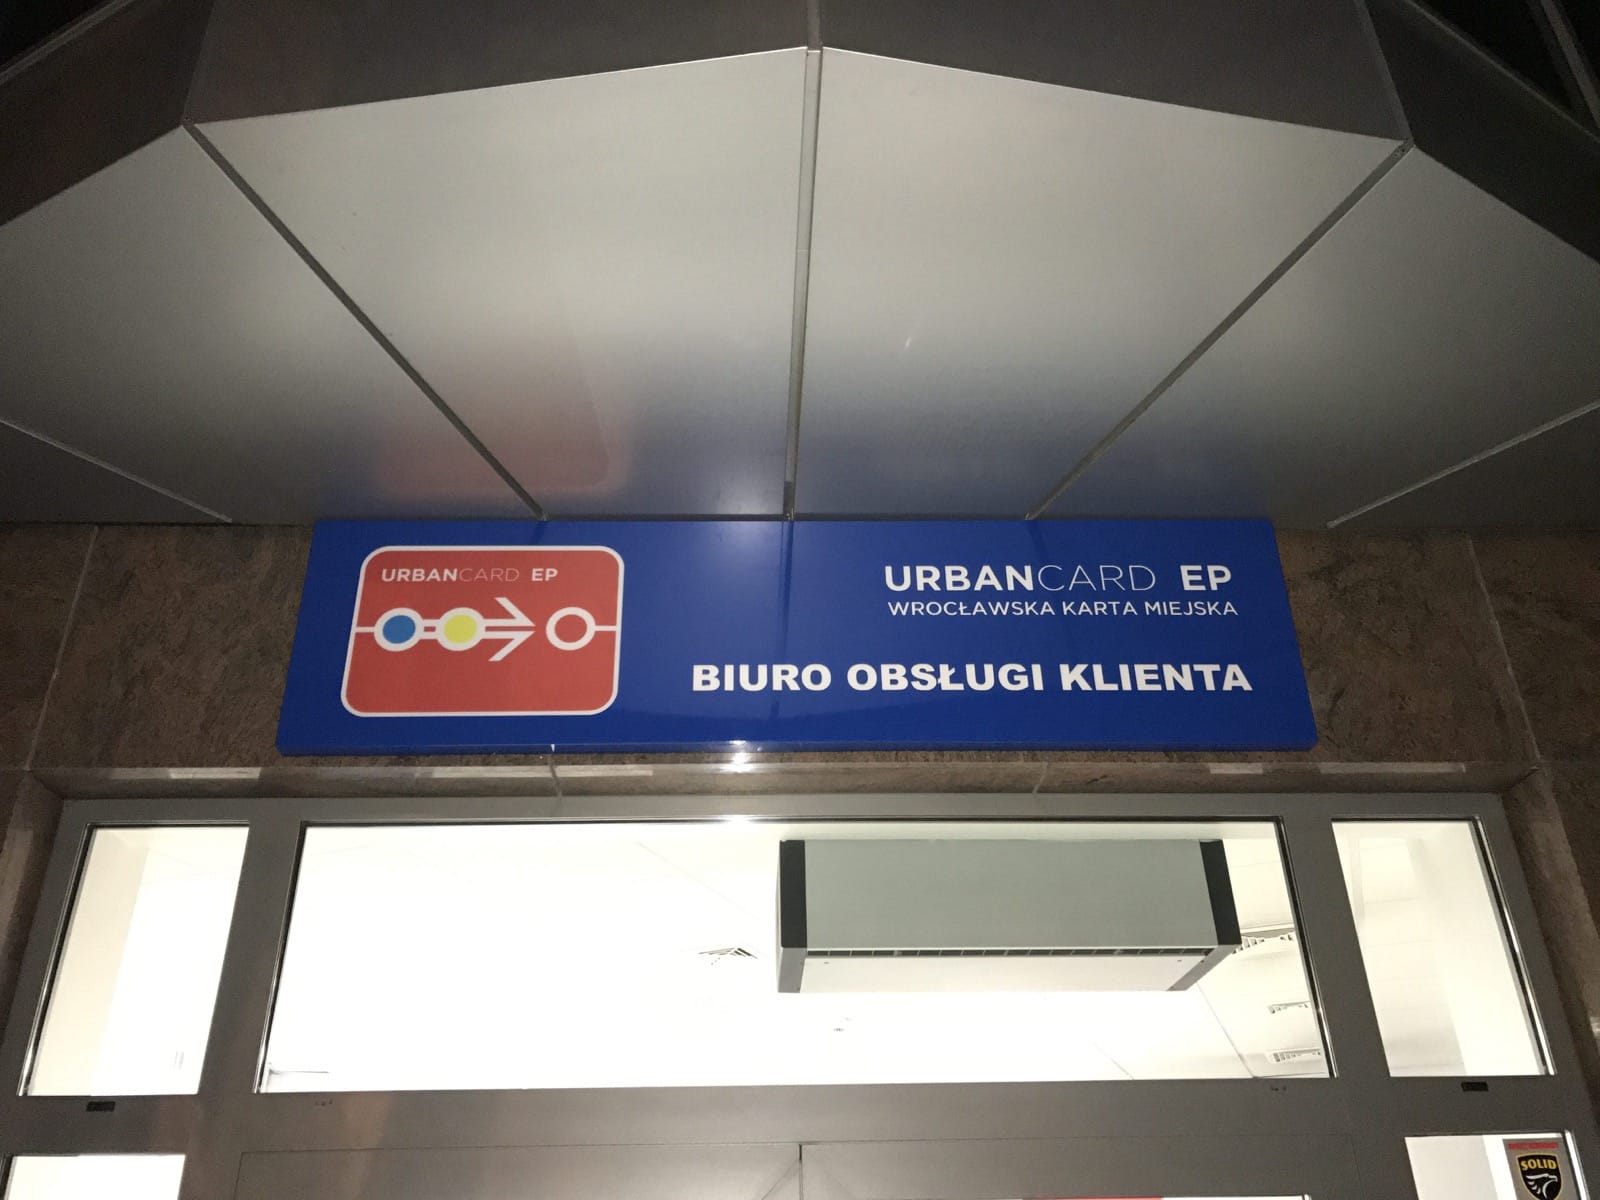 URBANCARD EP
URBANCARD EP
WROCŁAWSKA KARTA MIEJSKA
BIURO OBSŁUGI KLIENTA
SOLID